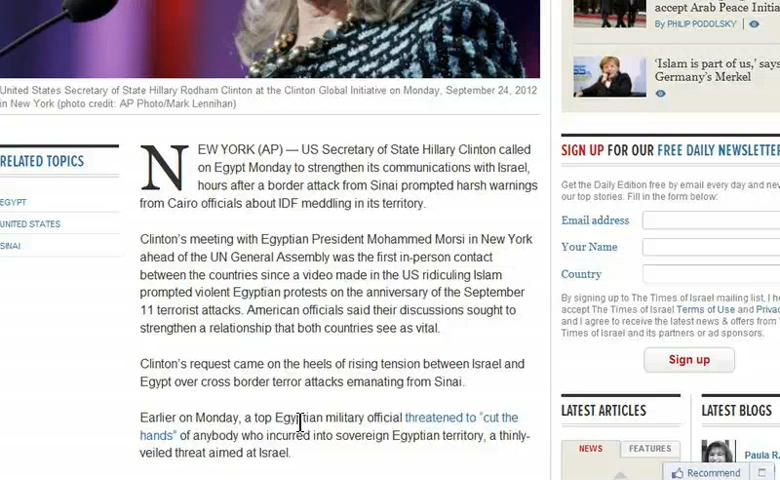 accept Arab Peace Initia
By PHILIP PODOLSKY
'Islam is part of us,' says
Germany's Merkel
United States Secretary of State Hillary Rodham Clinton at the Clinton Global Initiative on Monday, September 24, 2012
in New York (photo credit: AP Photo/Mark Lennihan)
RELATED TOPICS
EGYPT
UNITED STATES
SINAI
NEW YORK (AP) — US Secretary of State Hillary Clinton called
on Egypt Monday to strengthen its communications with Israel,
hours after a border attack from Sinai prompted harsh warnings
from Cairo officials about IDF meddling in its territory.
Clinton's meeting with Egyptian President Mohammed Morsi in New York
ahead of the UN General Assembly was the first in-person contact
between the countries since a video made in the US ridiculing Islam
prompted violent Egyptian protests on the anniversary of the September
11 terrorist attacks. American officials said their discussions sought to
strengthen a relationship that both countries see as vital.
Clinton's request came on the heels of rising tension between Israel and
Egypt over cross border terror attacks emanating from Sinai.
Earlier on Monday, a top Egyptian military official threatened to "cut the
hands" of anybody who incurred into sovereign Egyptian territory, a thinly-
veiled threat aimed at Israel.
SIGN UP FOR OUR FREE DAILY NEWSLETTER
Get the Daily Edition free by email every day and nev
our top stories. Fill in the form below:
Email address
Your Name
Country
By signing up to The Times of Israel mailing list, I he
accept The Times of Israel Terms of Use and Privac
and I agree to receive the latest news & offers from
Times of Israel and its partners or ad sponsors.
Sign up
LATEST ARTICLES
LATEST BLOGS
NEWS
FEATURES
Paula R.
Recommend